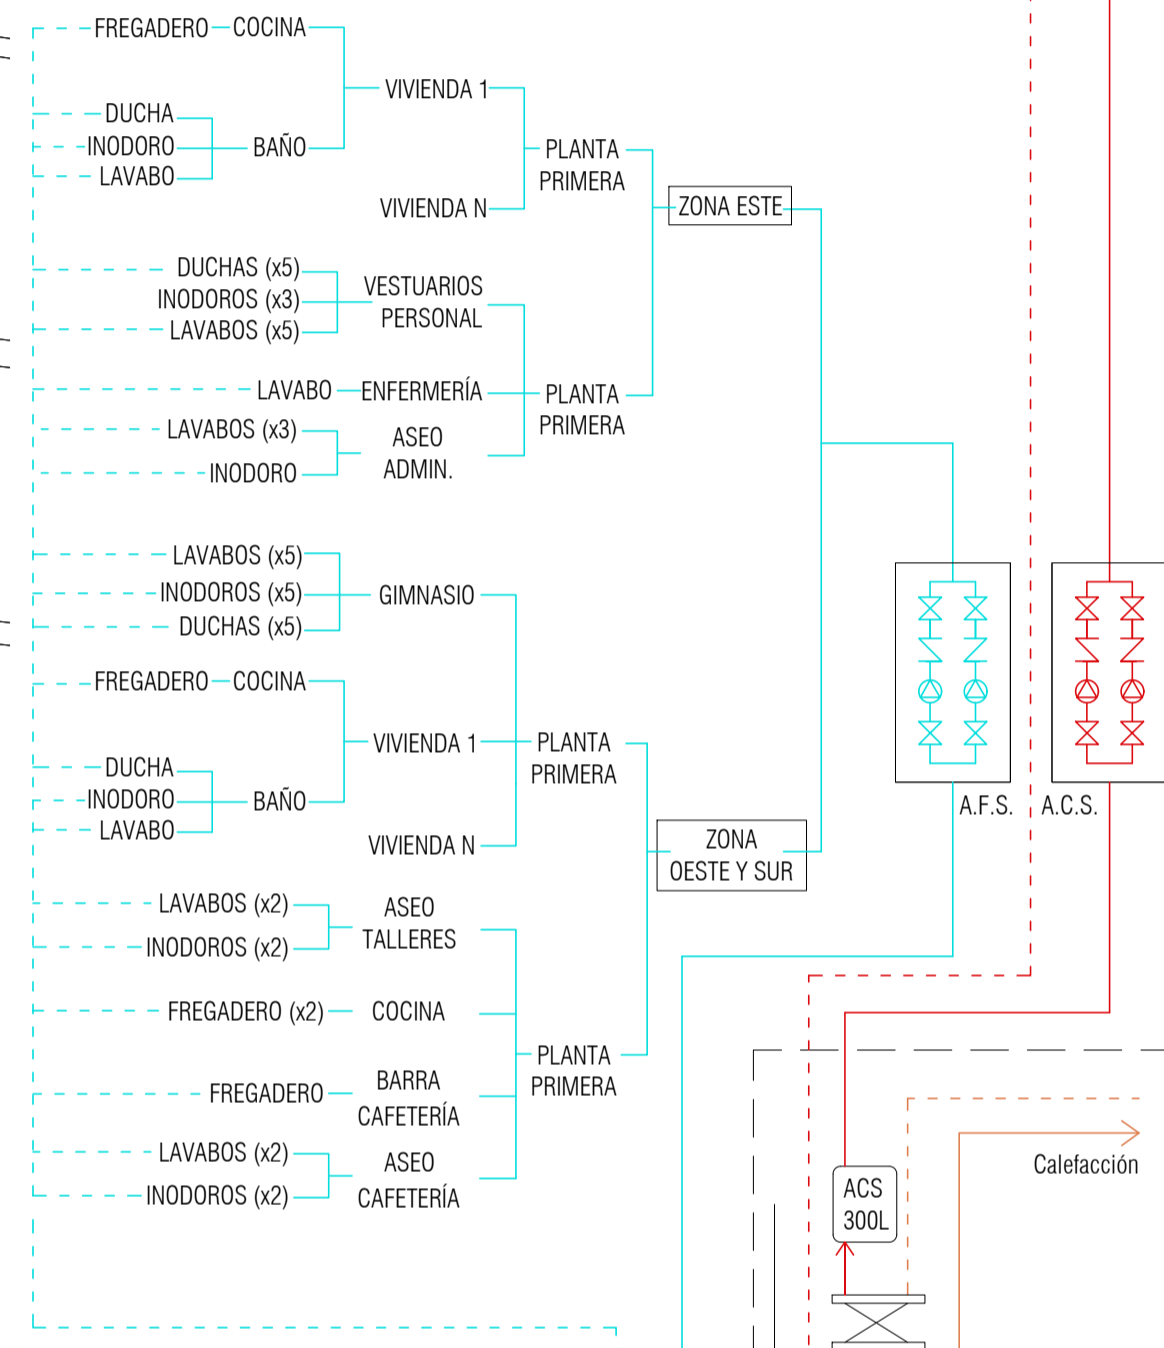 FREGADERO COCINA
VIVIENDA 1
DUCHA
INODORO
LAVABO
BAÑO
VIVIENDA N
PLANTA
PRIMERA
ZONA ESTE
DUCHAS (x5)
INODOROS (x3)
LAVABOS (x5)
VESTUARIOS
PERSONAL
LAVABO ENFERMERÍA
PLANTA
PRIMERA
LAVABOS (x3)
INODORO
ASEO
ADMIN.
LAVABOS (x5)
INODOROS (x5)
DUCHAS (x5)
GIMNASIO
FREGADERO COCINA
VIVIENDA 1
DUCHA
INODORO
LAVABO
BAÑO
VIVIENDA N
PLANTA
PRIMERA
ZONA
OESTE Y SUR
LAVABOS (x2)
INODOROS (x2)
ASEO
TALLERES
FREGADERO (x2) COCINA
FREGADERO
BARRA
CAFETERÍA
LAVABOS (x2)
INODOROS (x2)
ASEO
CAFETERÍA
PLANTA
PRIMERA
A.F.S.
A.C.S.
Calefacción
ACS
300L